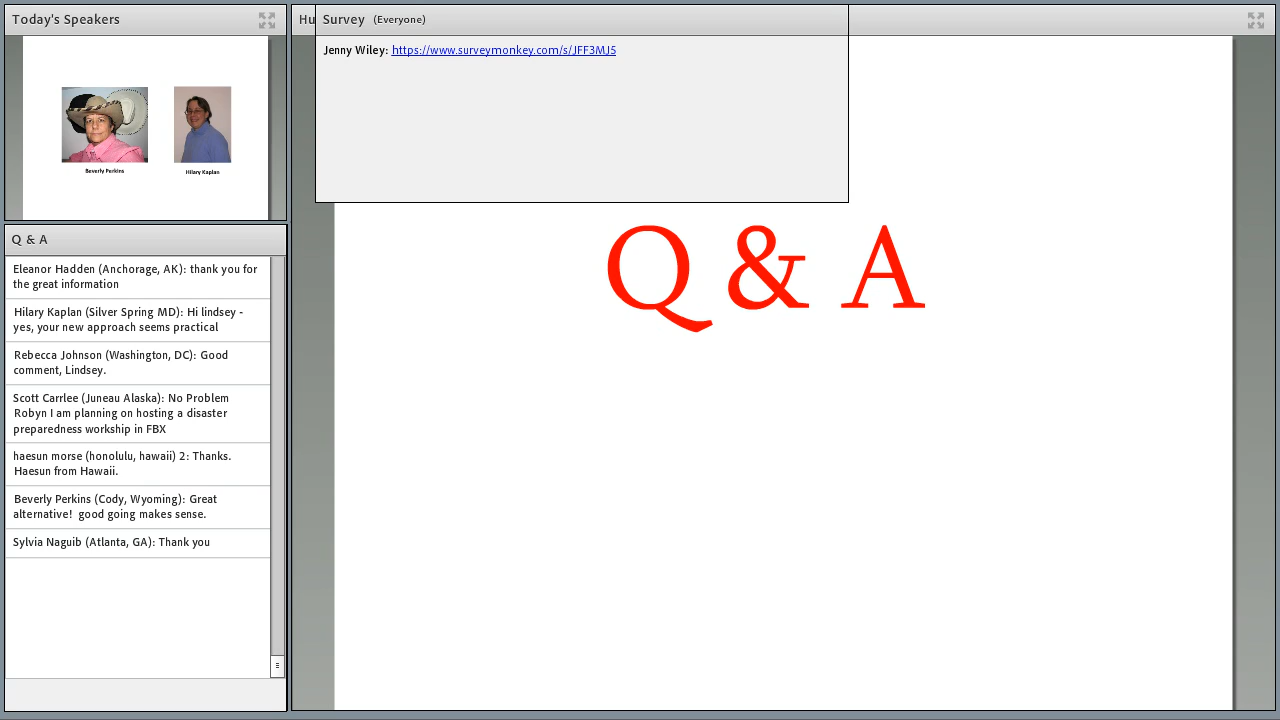 Today's Speakers
Beverly Perkins
Hilary Kaplan
Hu
Survey (Everyone)
Jenny Wiley: https://www.surveymonkey.com/s/JFF3MJ5
Q & A
Q & A
Eleanor Hadden (Anchorage, AK): thank you for
the great information
Hilary Kaplan (Silver Spring MD): Hi lindsey -
yes, your new approach seems practical
Rebecca Johnson (Washington, DC): Good
comment, Lindsey.
Scott Carrlee (Juneau Alaska): No Problem
Robyn I am planning on hosting a disaster
preparedness workship in FBX
haesun morse (honolulu, hawaii) 2: Thanks.
Haesun from Hawaii.
Beverly Perkins (Cody, Wyoming): Great
alternative!  good going makes sense.
Sylvia Naguib (Atlanta, GA): Thank you